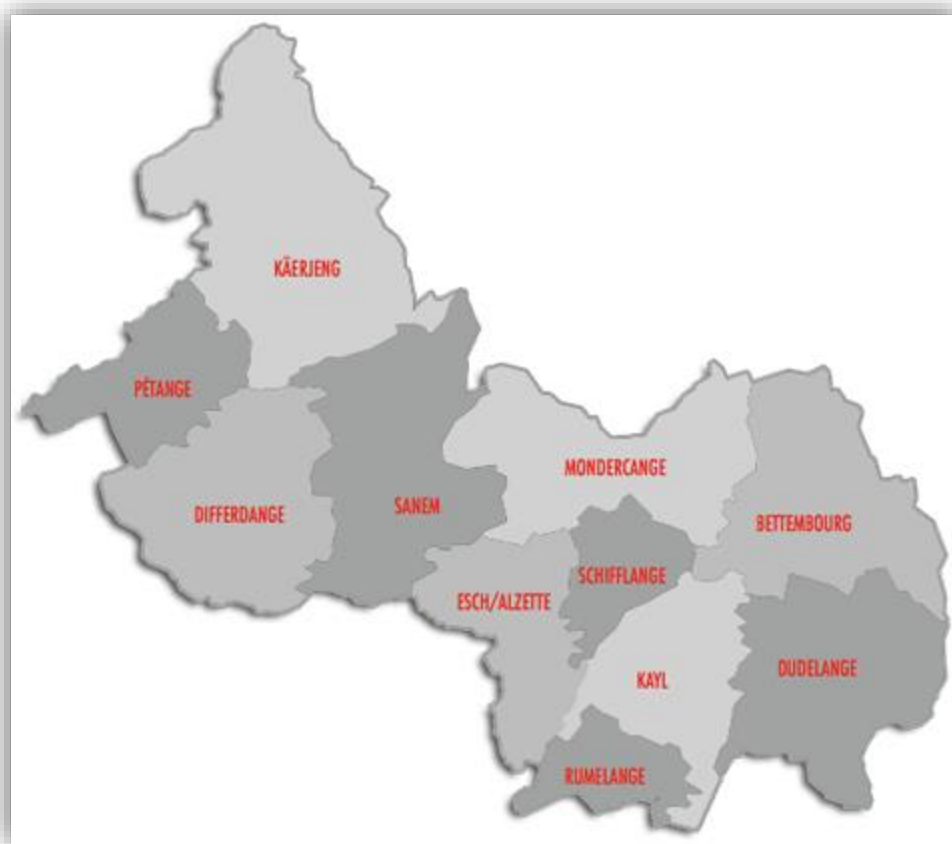 KÄERJENG
PÉTANGE
MONDERCANGE
SANEM
DIFFERDANGE
BETTEMBOURG
SCHIFFLANGE
ESCH/ALZETTE
DUDELANGE
KAYL
RUMELANGE